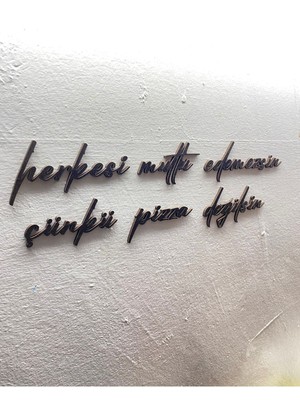 herkesi mutlu edemezsin
çünkü pizza değilsin